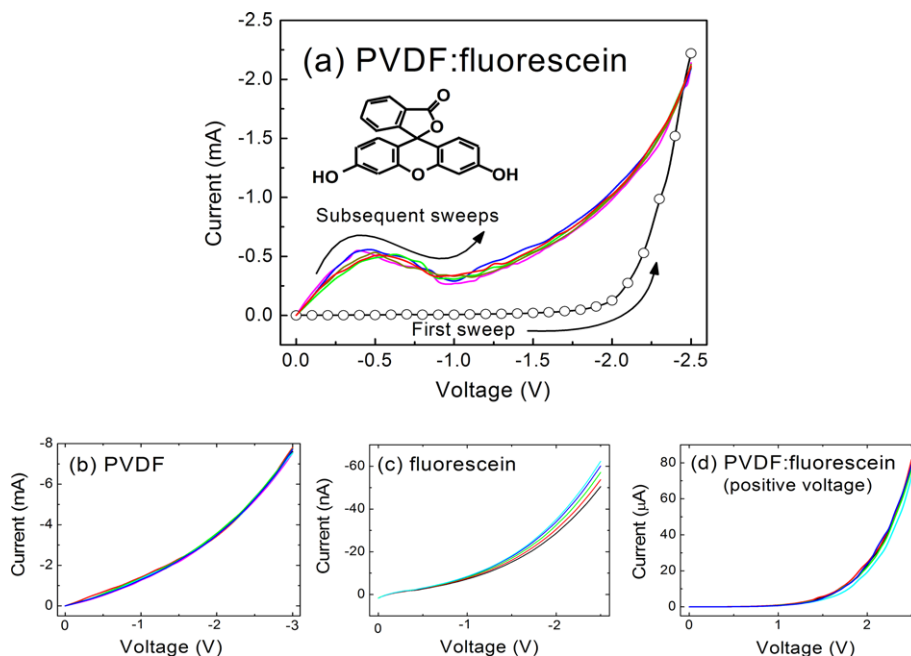 (a) PVDF:fluorescein
-2.5
-2.0
-1.5
-1.0
-0.5
0.0
Current (mA)
O
O
HO
O
OH
Subsequent sweeps
First sweep
0.0 -0.5 -1.0 -1.5 -2.0 -2.5
Voltage (V)
(b) PVDF
-8
-6
-4
-2
0
Current (mA)
0 -1 -2 -3
Voltage (V)
(c) fluorescein
-60
-40
-20
0
Current (nA)
0 -1 -2
Voltage (V)
(d) PVDF:fluorescein
(positive voltage)
80
60
40
20
0
Current (µA)
0 1 2
Voltage (V)